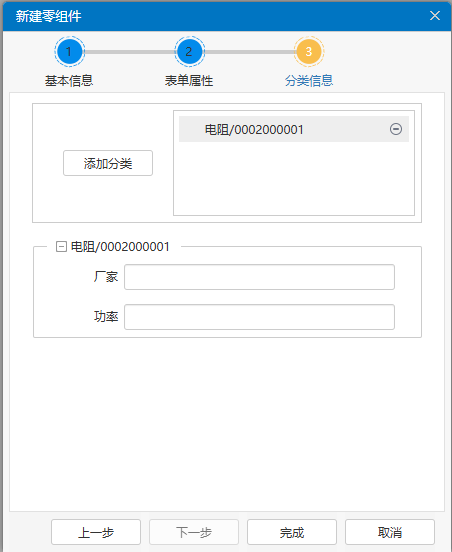 新建零组件
1 2 3
基本信息 表单属性 分类信息
电阻/0002000001
添加分类
电阻/0002000001
厂家
功率
上一步 下一步 完成 取消